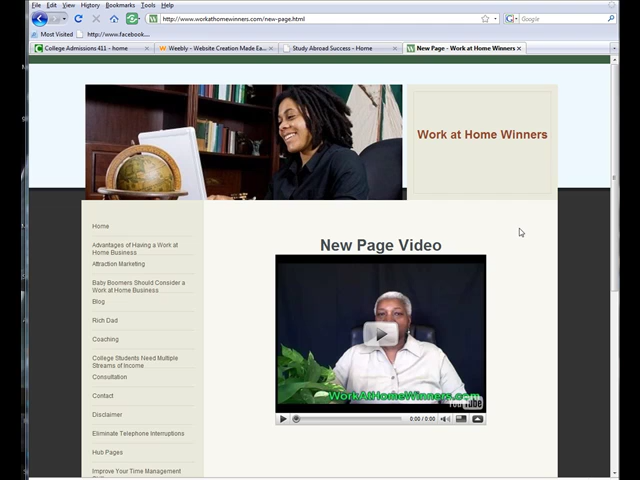 File Edit View History Bookmarks Tools Help
http://www.workathomewinners.com/new-page.html
Google
Most Visited http://www.facebook....
College Admissions 411 - home
Weebly - Website Creation Made Ea...
Study Abroad Success - Home
New Page - Work at Home Winners
Work at Home Winners
Home
Advantages of Having a Work at
Home Business
Attraction Marketing
Baby Boomers Should Consider a
Work at Home Business
Blog
Rich Dad
Coaching
College Students Need Multiple
Streams of Income
Consultation
Contact
Disclaimer
Eliminate Telephone Interruptions
Hub Pages
Improve Your Time Management
New Page Video
WorkAtHomeWinners.com
YouTube
0:00 / 0:00